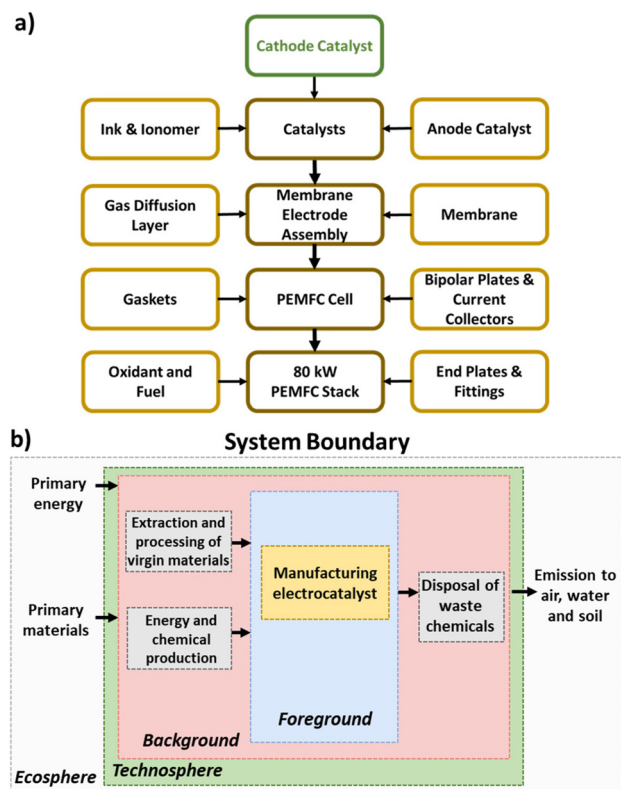 a)
Cathode Catalyst
Ink & Ionomer
Catalysts
Anode Catalyst
Gas Diffusion
Layer
Membrane
Electrode
Assembly
Membrane
Gaskets
PEMFC Cell
Bipolar Plates &
Current
Collectors
Oxidant and
Fuel
80 kW
PEMFC Stack
End Plates &
Fittings
b)
System Boundary
Primary
energy
Primary
materials
Extraction and
processing of
virgin materials
Energy and
chemical
production
Manufacturing
electrocatalyst
Disposal of
waste
chemicals
Emission to
air, water
and soil
Foreground
Background
Technosphere
Ecosphere